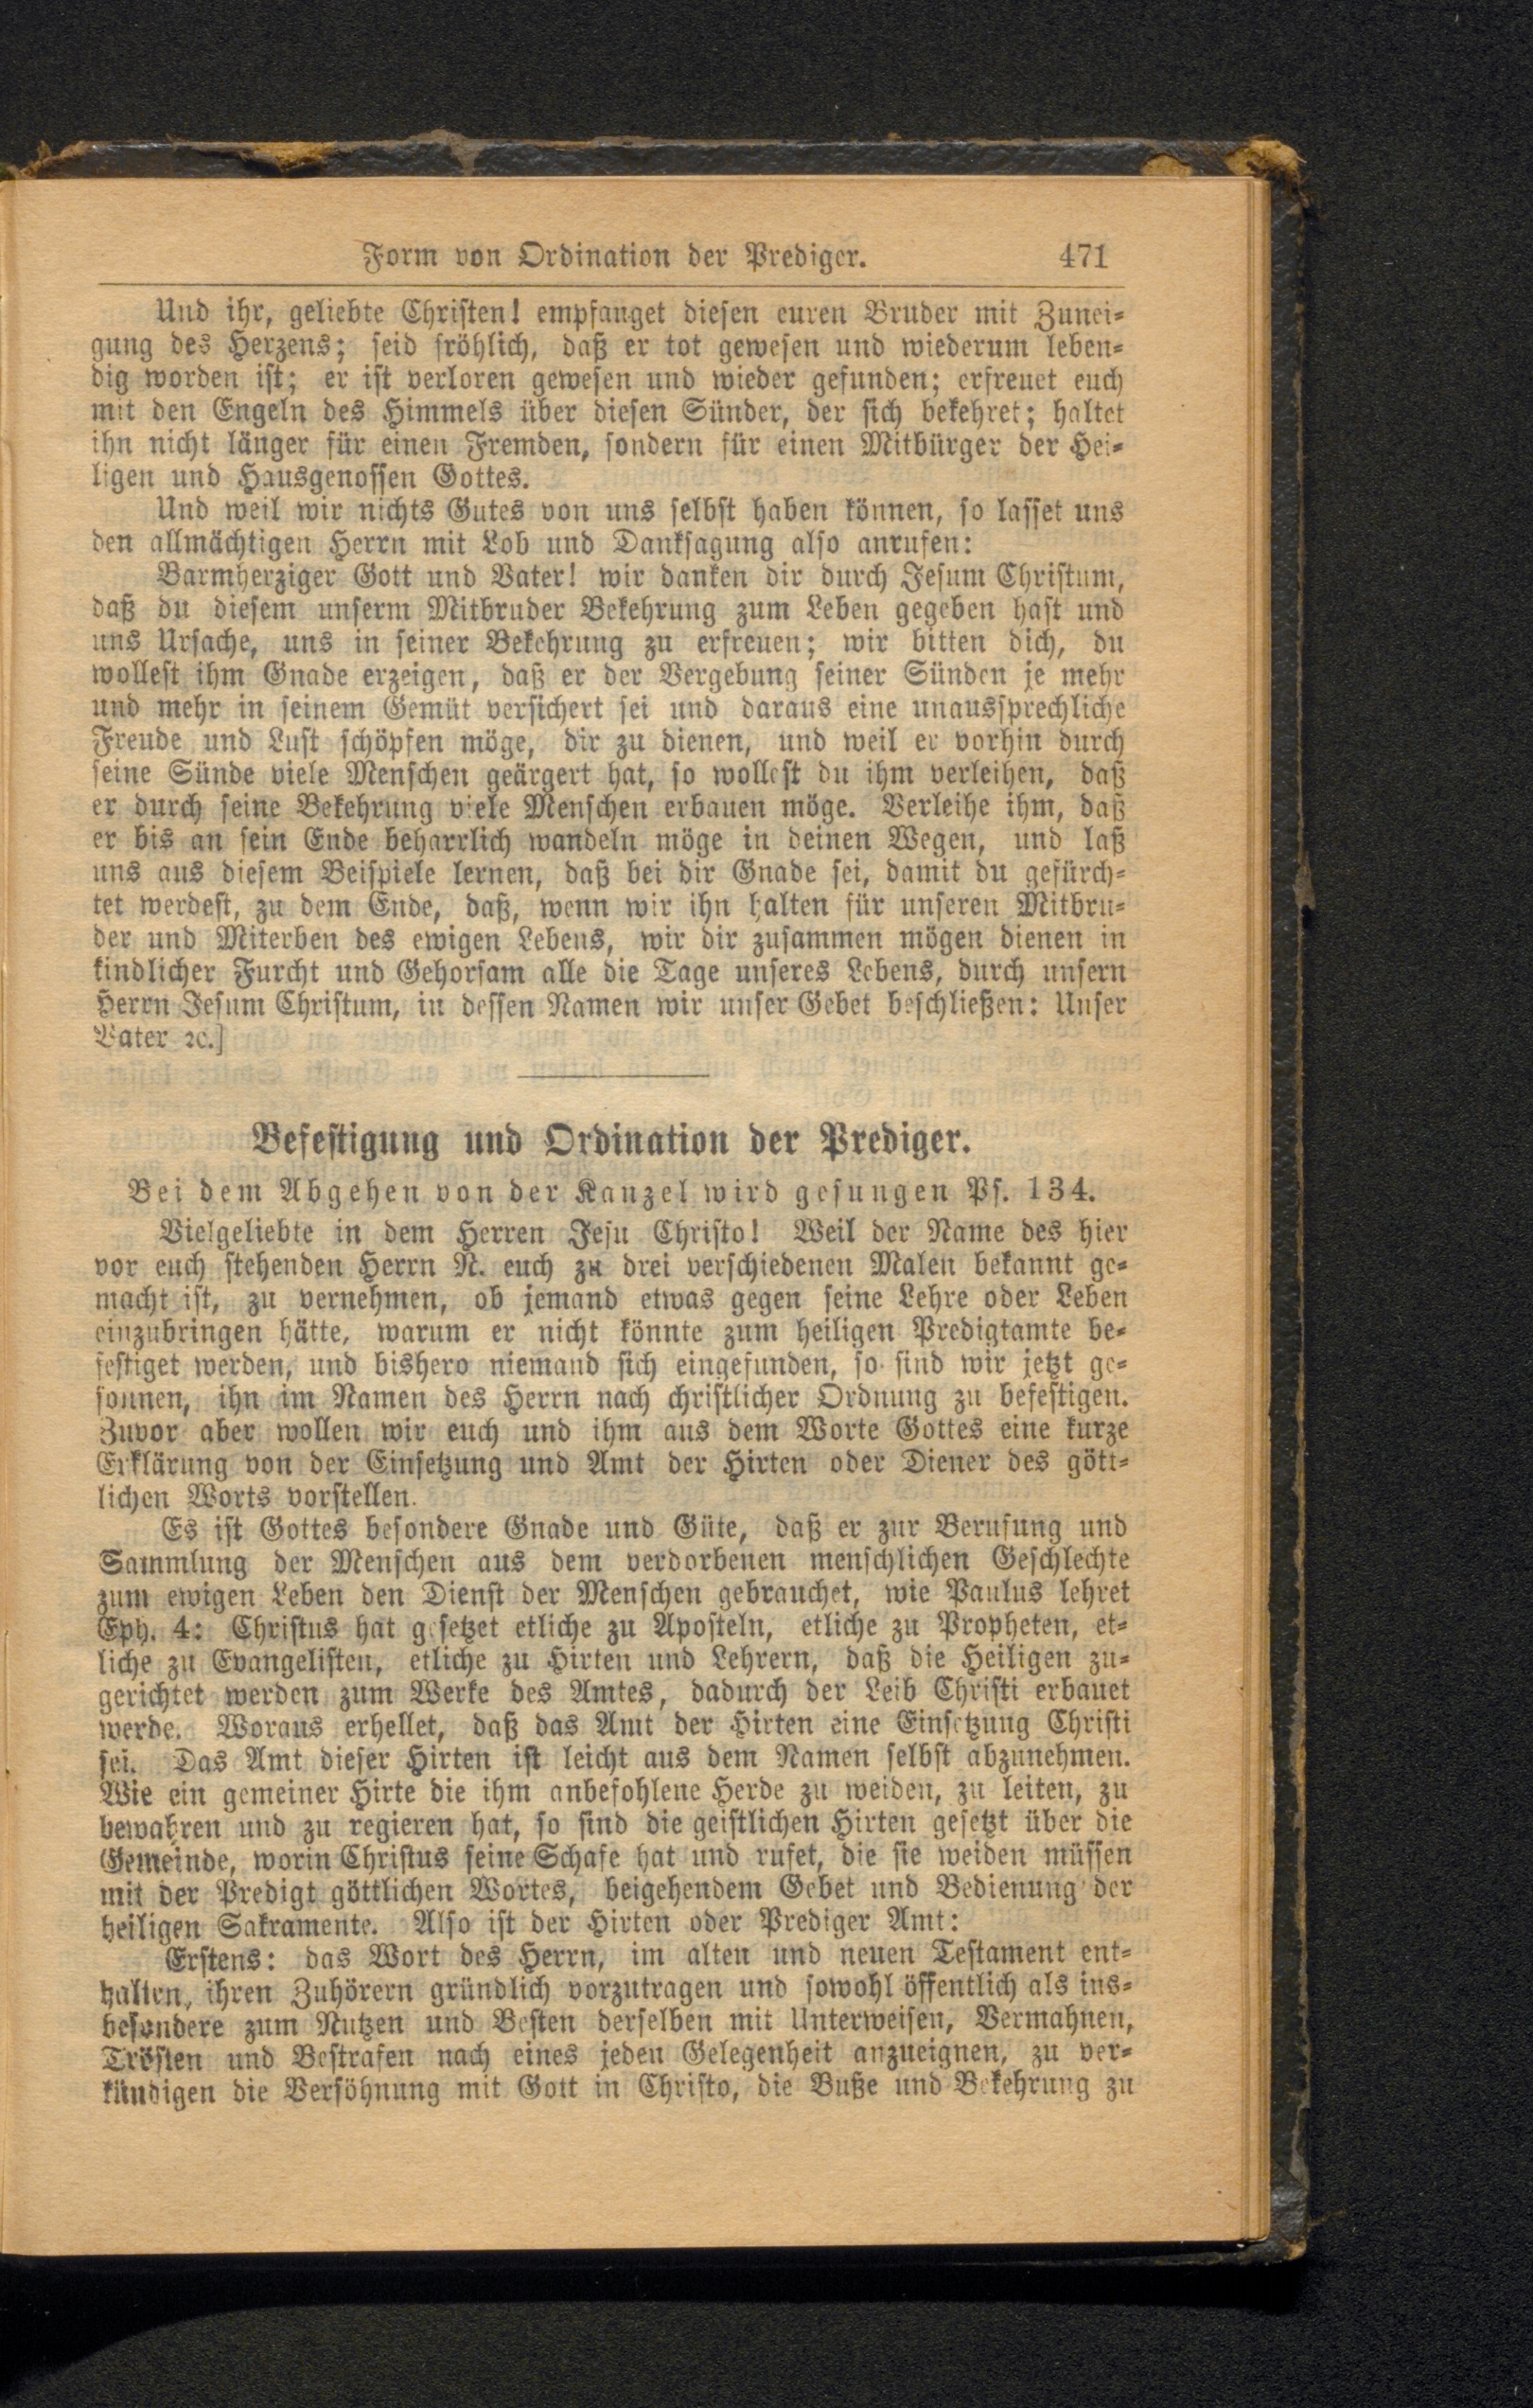 Form von Ordination der Prediger. 471
Und ihr, geliebte Christen! empfanget diesen euren Bruder mit Zunei-
gung des Herzens; seid fröhlich, daß er tot gewesen und wiederum leben-
dig worden ist; er ist verloren gewesen und wieder gefunden; erfreuet euch
mit den Engeln des Himmels über diesen Sünder, der sich bekehret; haltet
ihn nicht länger für einen Fremden, sondern für einen Mitbürger der Hei-
ligen und Hausgenossen Gottes.
Und weil wir nichts Gutes von uns selbst haben können, so lasset uns
den allmächtigen Herrn mit Lob und Danksagung also anrufen:
Barmherziger Gott und Vater! wir danken dir durch Jesum Christum,
daß du diesem unserm Mitbruder Bekehrung zum Leben gegeben hast und
uns Ursache, uns in seiner Bekehrung zu erfreuen; wir bitten dich, du
wollest ihm Gnade erzeigen, daß er der Vergebung seiner Sünden je mehr
und mehr in seinem Gemüt versichert sei und daraus eine unaussprechliche
Freude und Lust schöpfen möge, dir zu dienen, und weil er vorhin durch
seine Sünde viele Menschen geärgert hat, so wollest du ihm verleihen, daß
er durch seine Bekehrung viele Menschen erbauen möge. Verleihe ihm, daß
er bis an sein Ende beharrlich wandeln möge in deinen Wegen, und laß
uns aus diesem Beispiele lernen, daß bei dir Gnade sei, damit du gefürch-
tet werdest, zu dem Ende, daß, wenn wir ihn halten für unseren Mitbru-
der und Miterben des ewigen Lebens, wir dir zusammen mögen dienen in
kindlicher Furcht und Gehorsam alle die Tage unseres Lebens, durch unsern
Herrn Jesum Christum, in dessen Namen wir unser Gebet beschließen: Unser
Vater ꝛc.]
Befestigung und Ordination der Prediger.
Bei dem Abgehen von der Kanzel wird gesungen Ps. 134.
Vielgeliebte in dem Herren Jesu Christo! Weil der Name des hier
vor euch stehenden Herrn N. euch zu drei verschiedenen Malen bekannt ge-
macht ist, zu vernehmen, ob jemand etwas gegen seine Lehre oder Leben
einzubringen hätte, warum er nicht könnte zum heiligen Predigtamte be-
festiget werden, und bishero niemand sich eingefunden, so sind wir jetzt ge-
sonnen, ihn im Namen des Herrn nach christlicher Ordnung zu befestigen.
Zuvor aber wollen wir euch und ihm aus dem Worte Gottes eine kurze
Erklärung von der Einsetzung und Amt der Hirten oder Diener des gött-
lichen Worts vorstellen.
Es ist Gottes besondere Gnade und Güte, daß er zur Berufung und
Sammlung der Menschen aus dem verdorbenen menschlichen Geschlechte
zum ewigen Leben den Dienst der Menschen gebrauchet, wie Paulus lehret
Eph. 4: Christus hat gesetzet etliche zu Aposteln, etliche zu Propheten, et-
liche zu Evangelisten, etliche zu Hirten und Lehrern, daß die Heiligen zu-
gerichtet werden zum Werke des Amtes, dadurch der Leib Christi erbauet
werde. Woraus erhellet, daß das Amt der Hirten eine Einsetzung Christi
sei. Das Amt dieser Hirten ist leicht aus dem Namen selbst abzunehmen.
Wie ein gemeiner Hirte die ihm anbefohlene Herde zu weiden, zu leiten, zu
bewahren und zu regieren hat, so sind die geistlichen Hirten gesetzt über die
Gemeinde, worin Christus seine Schafe hat und rufet, die sie weiden müssen
mit der Predigt göttlichen Wortes, beigehendem Gebet und Bedienung der
heiligen Sakramente. Also ist der Hirten oder Prediger Amt:
Erstens: das Wort des Herrn, im alten und neuen Testament ent-
halten, ihren Zuhörern gründlich vorzutragen und sowohl öffentlich als ins-
besondere zum Nutzen und Besten derselben mit Unterweisen, Vermahnen,
Trösten und Bestrafen nach eines jeden Gelegenheit anzueignen, zu ver-
kündigen die Versöhnung mit Gott in Christo, die Buße und Bekehrung zu